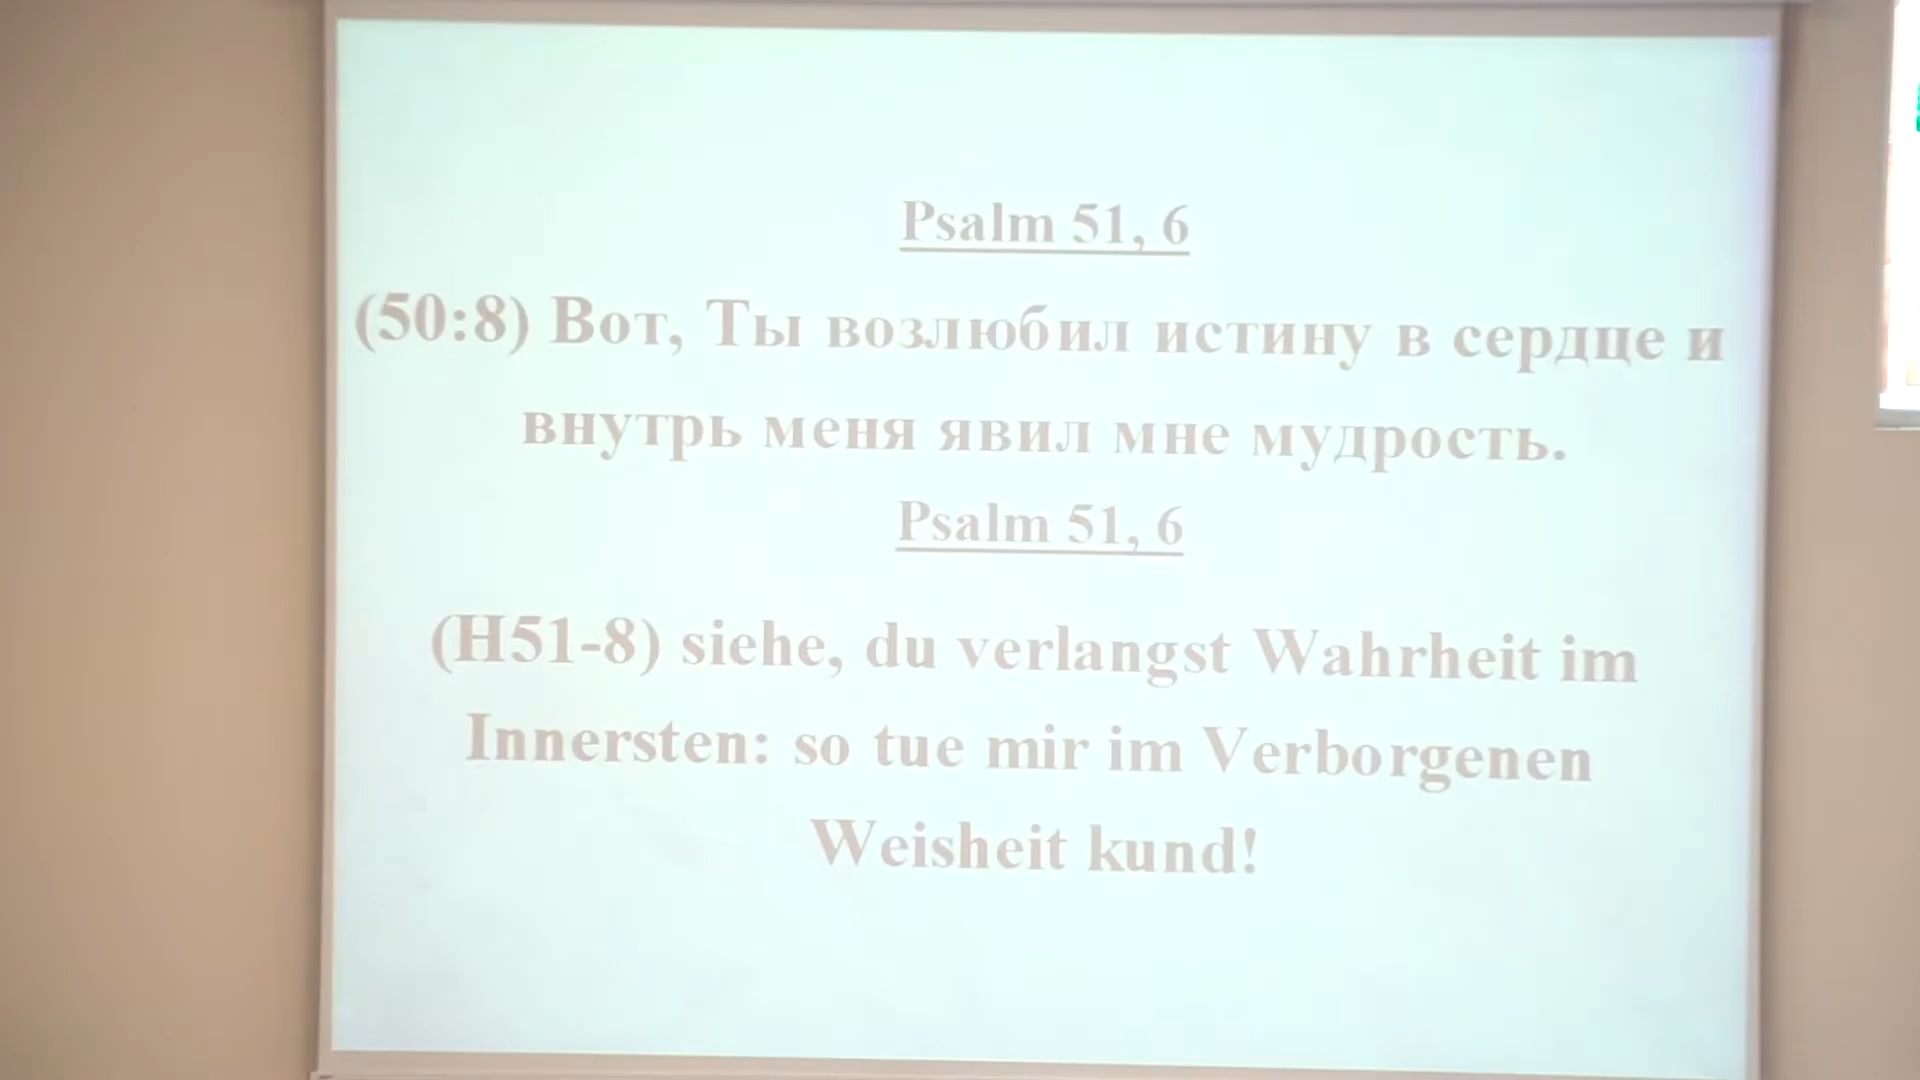 Psalm 51, 6
(50:8) Вот, Ты возлюбил истину в сердце и
внутрь меня явил мне мудрость.
Psalm 51, 6
(H51-8) siehe, du verlangst Wahrheit im
Innersten: so tue mir im Verborgenen
Weisheit kund!